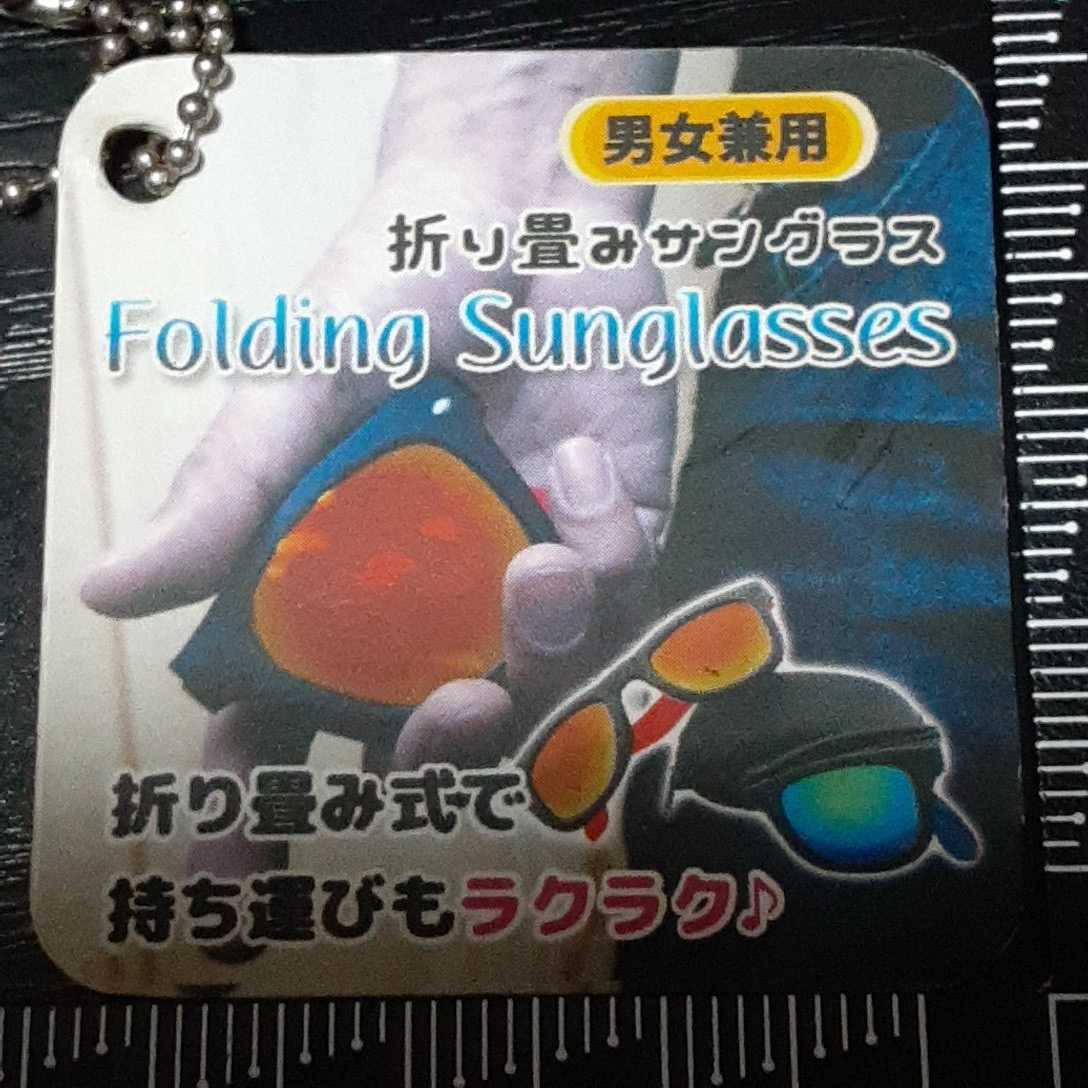 男女兼用
折り畳みサングラス
Folding Sunglasses
折り畳み式で
持ち運びもラクラク♪